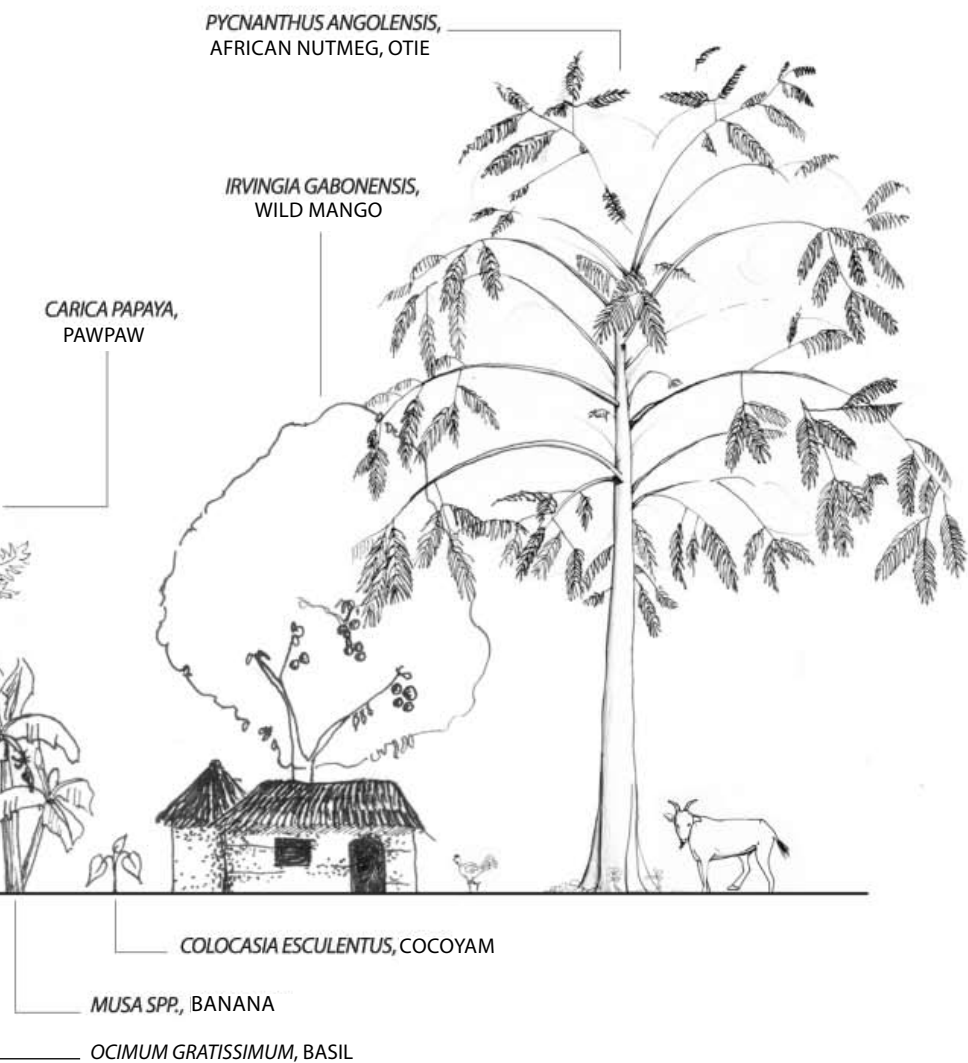 PYCNANTHUS ANGOLENSIS,
AFRICAN NUTMEG, OTIE
IRVINGIA GABONENSIS,
WILD MANGO
CARICA PAPAYA,
PAWPAW
COLOCASIA ESCULENTUS, COCOYAM
MUSA SPP., BANANA
OCIMUM GRATISSIMUM, BASIL